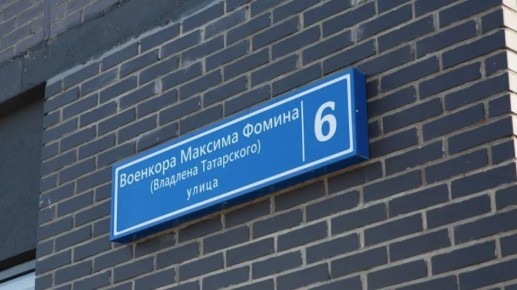 Военкора Максима Фомина
(Владлена Татарского)
улица
6